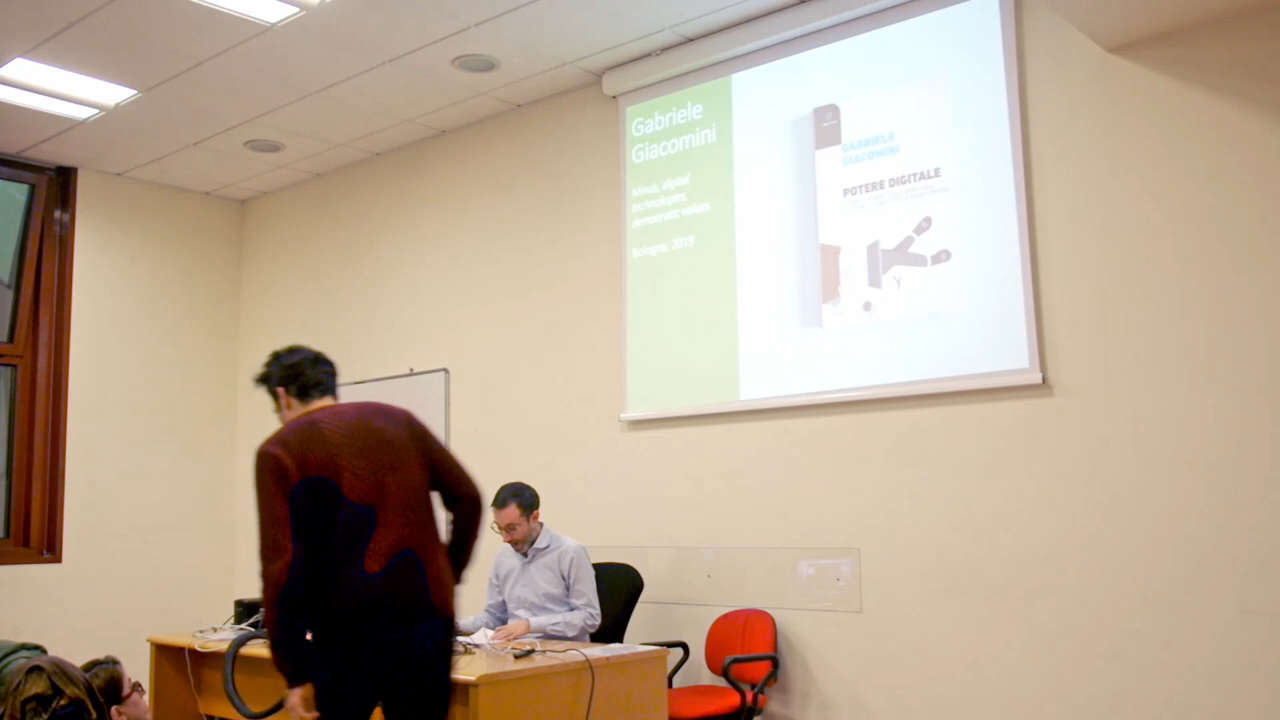 Gabriele
Giacomini
Minds, digital
technologies,
democratic values
Bologna, 2019
GABRIELE
GIACOMINI
POTERE DIGITALE